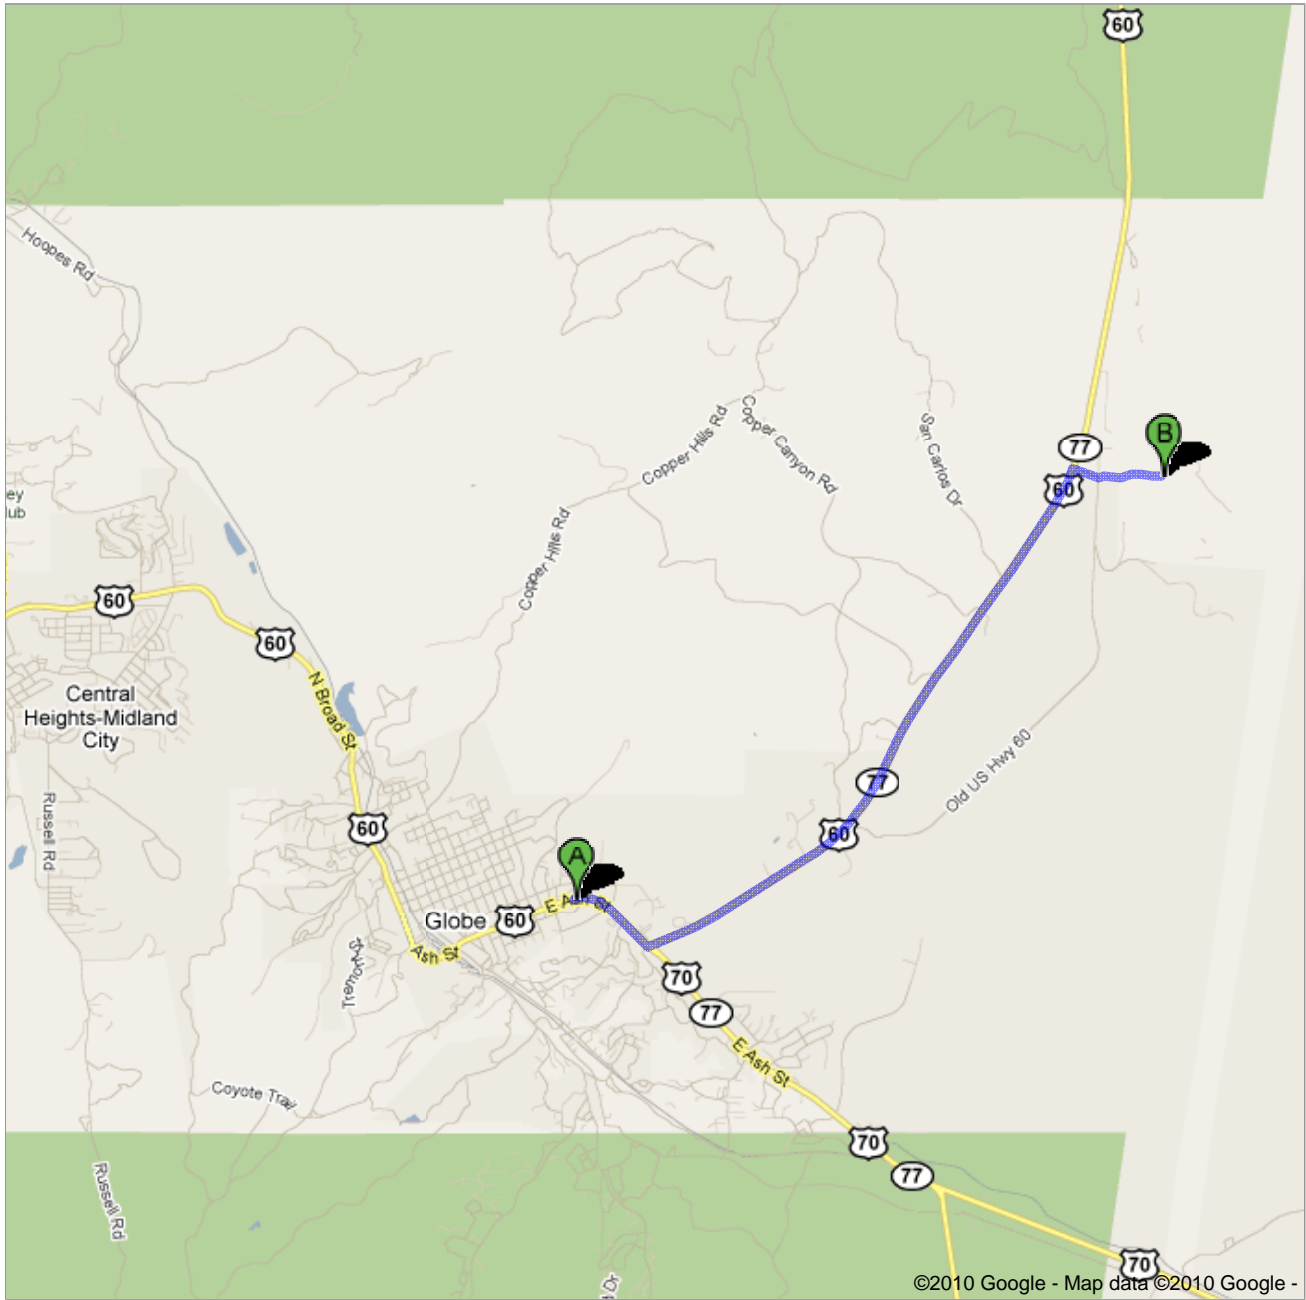 60
Hoopes Rd
77
B
Copper Hills Rd
Copper Canyon Rd
San Carlos Dr
60
ey
lub
Copper Hills Rd
60
60
N Broad St
Central
Heights-Midland
City
77
Old US Hwy 60
Russell Rd
60
60
A
E Ash St
Globe
60
Ash St
Tremont St
70
77
E Ash St
Coyote Trail
70
77
Russell Rd
70
Dr
©2010 Google - Map data ©2010 Google -